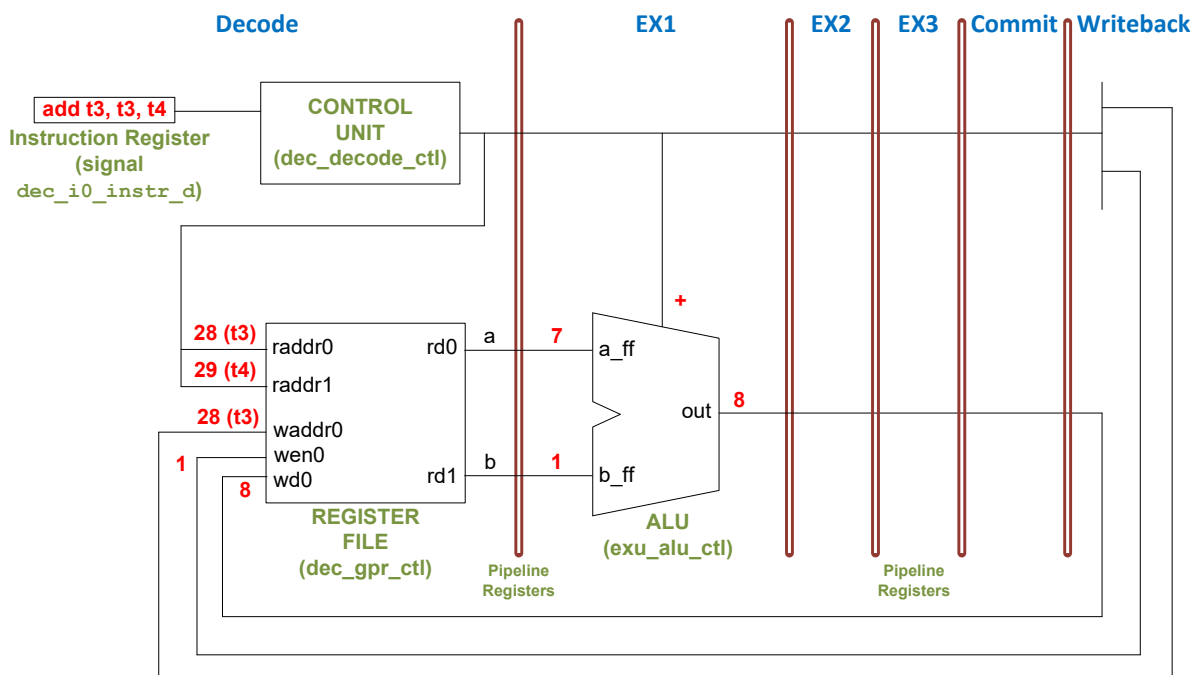 Decode
EX1
EX2
EX3
Commit
Writeback
add t3, t3, t4
Instruction Register
(signal
dec_i0_instr_d)
CONTROL
UNIT
(dec_decode_ctl)
+
28 (t3)
raddr0
29 (t4)
raddr1
28 (t3)
waddr0
1
wen0
8
wd0
rd0
a
rd1
b
REGISTER
FILE
(dec_gpr_ctl)
7
a_ff
1
b_ff
out
8
ALU
(exu_alu_ctl)
Pipeline
Registers
Pipeline
Registers